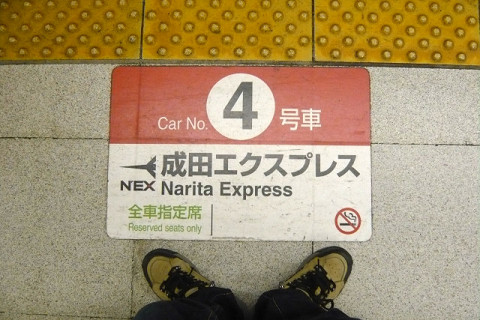 Car No. 4 号車
成田エクスプレス
NEX Narita Express
全車指定席
Reserved seats only